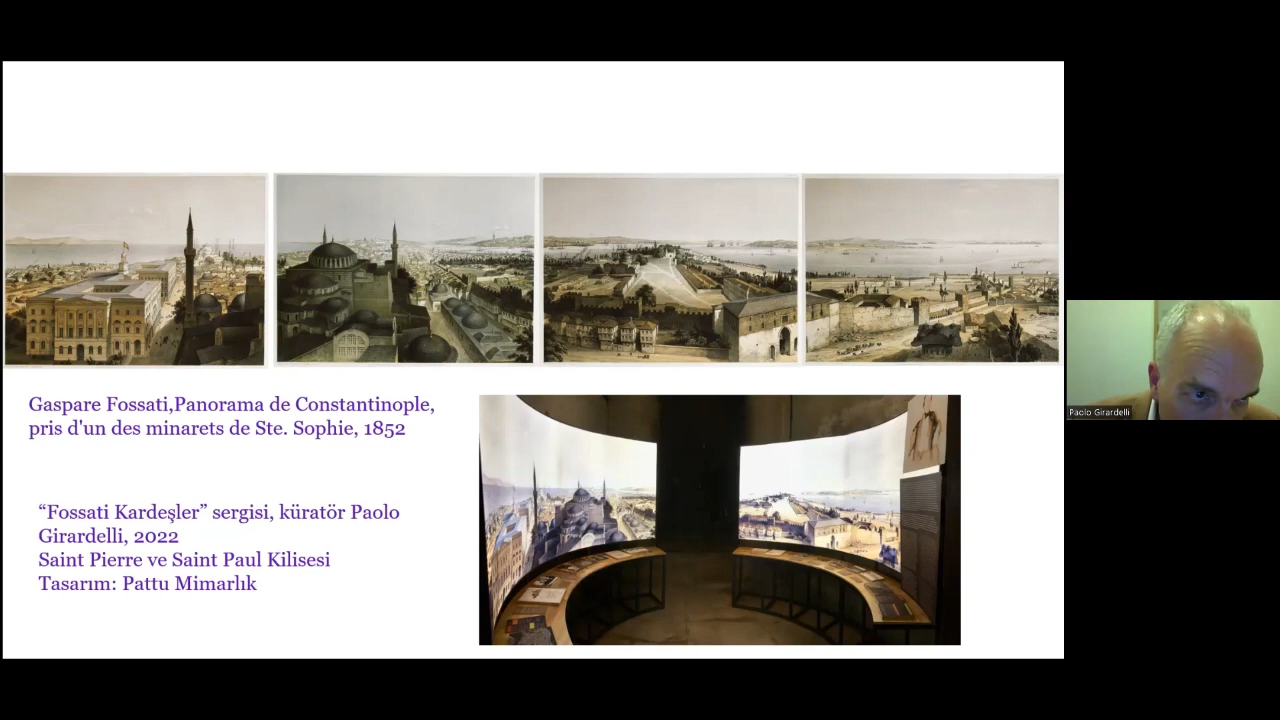 Gaspare Fossati,Panorama de Constantinople,
pris d'un des minarets de Ste. Sophie, 1852
“Fossati Kardeşler” sergisi, küratör Paolo
Girardelli, 2022
Saint Pierre ve Saint Paul Kilisesi
Tasarım: Pattu Mimarlık
Paolo Girardelli